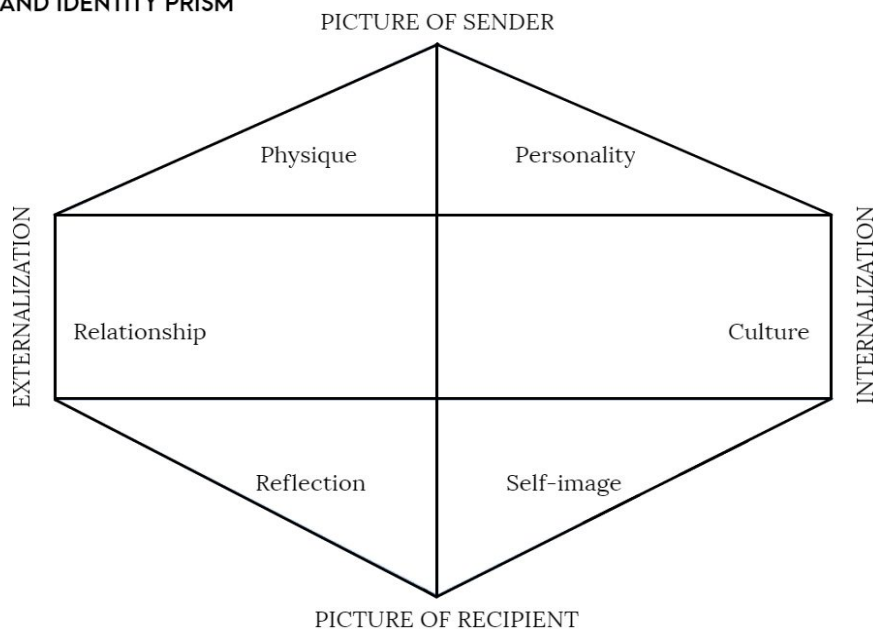 AND IDENTITY PRISM
PICTURE OF SENDER
Physique
Personality
EXTERNALIZATION
INTERNALIZATION
Relationship
Culture
Reflection
Self-image
PICTURE OF RECIPIENT